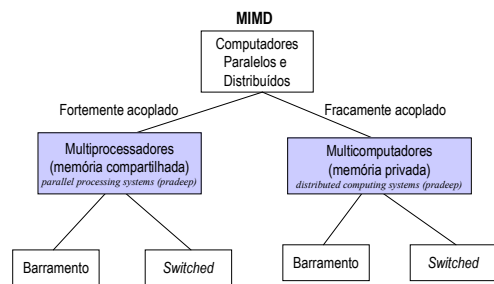 MIMD
Computadores
Paralelos e
Distribuídos
Fortemente acoplado
Fracamente acoplado
Multiprocessadores
(memória compartilhada)
parallel processing systems (pradeep)
Multicomputadores
(memória privada)
distributed computing systems (pradeep)
Barramento
Switched
Barramento
Switched